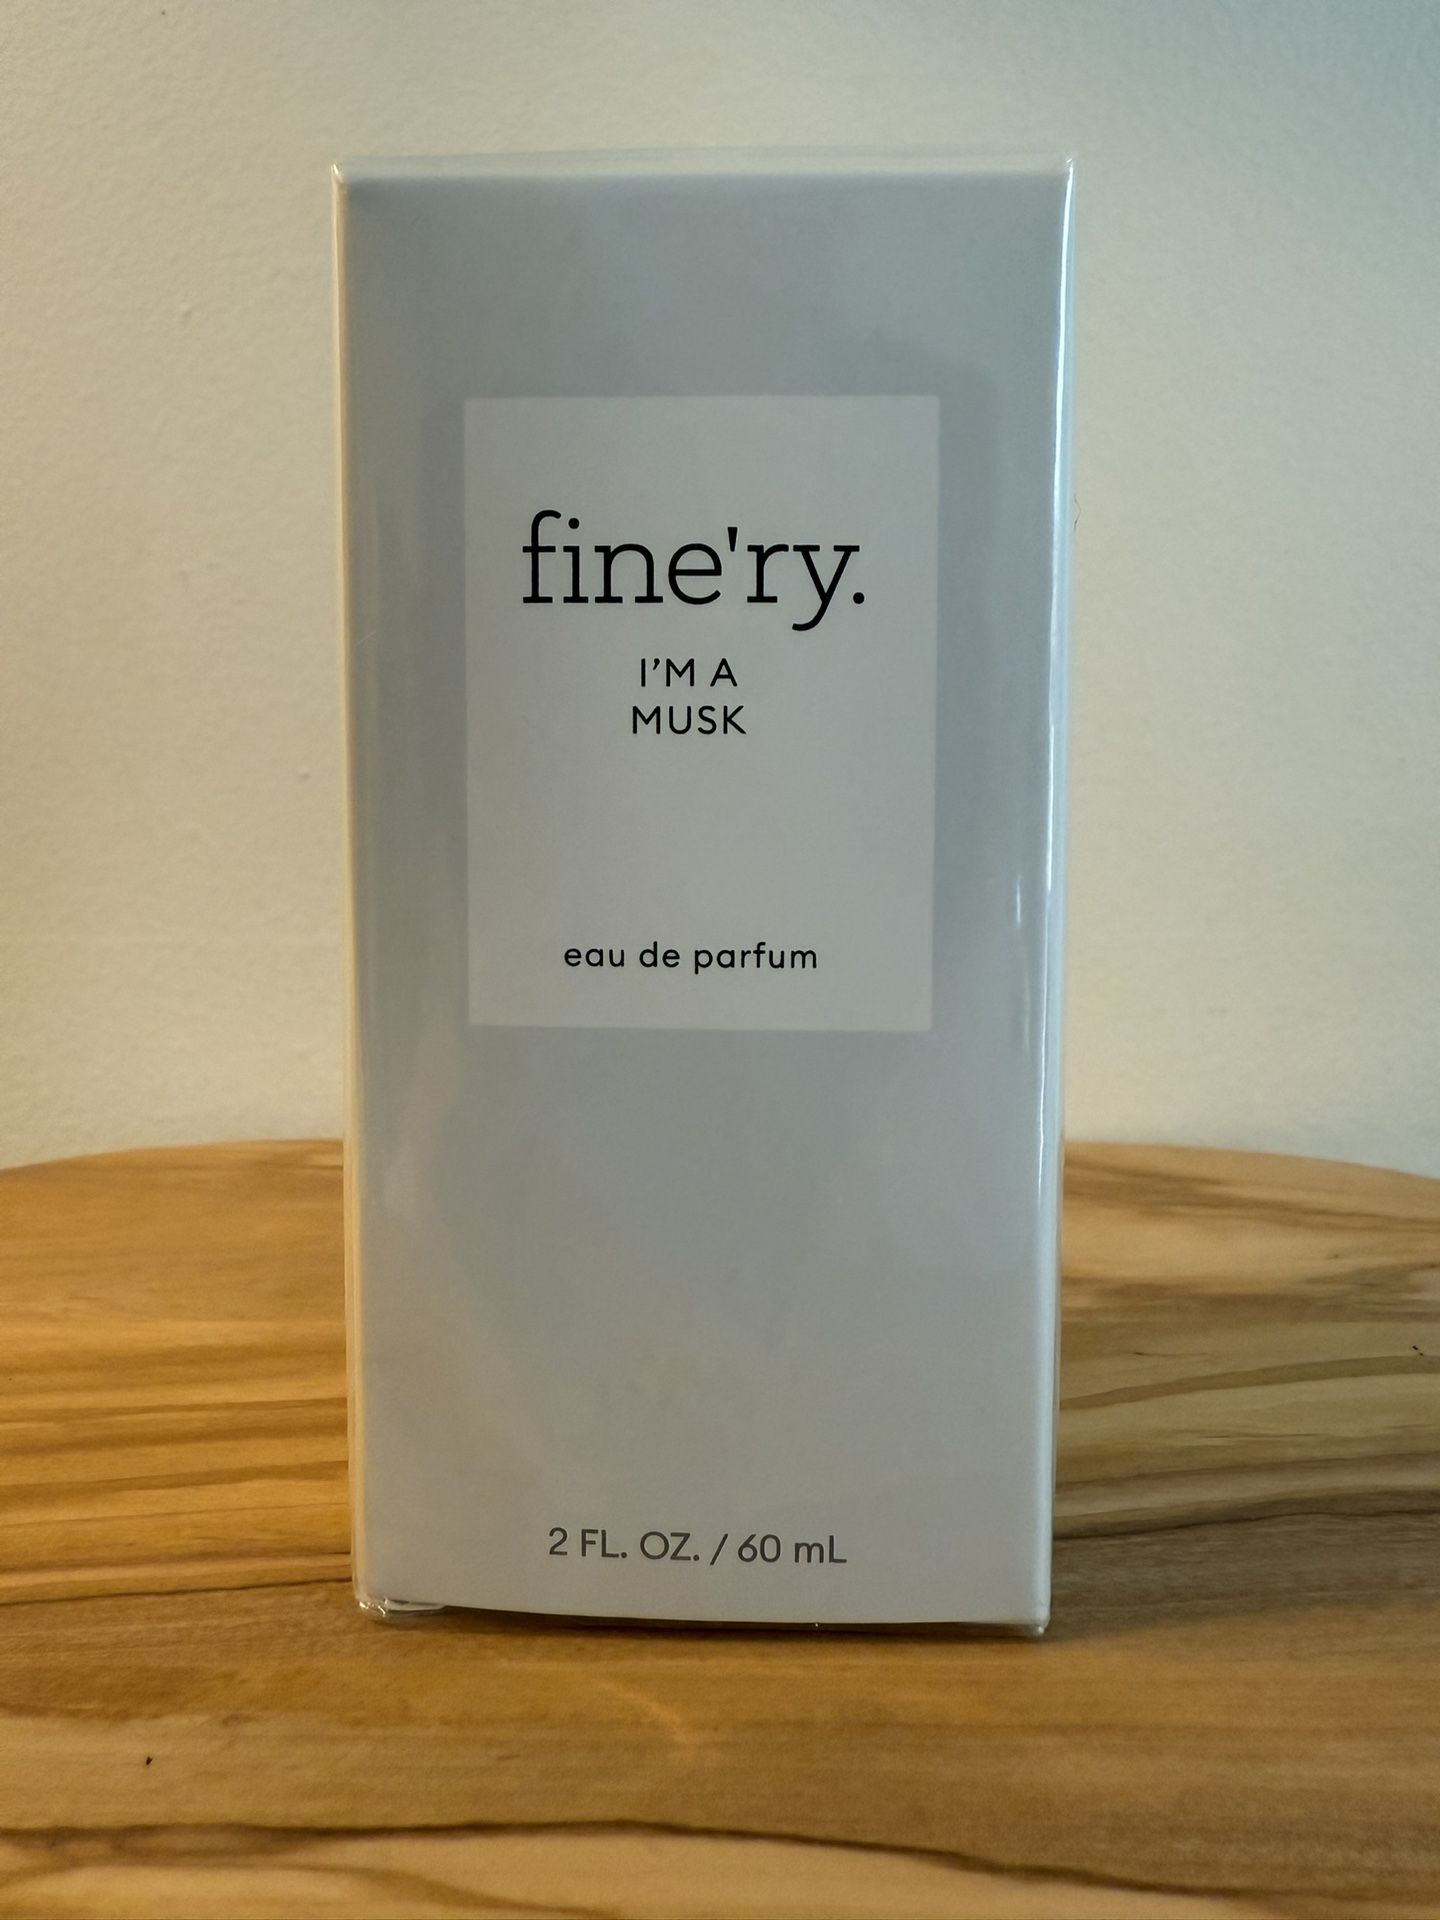 fine'ry.
I'M A
MUSK
eau de parfum
2 FL. OZ. / 60 mL